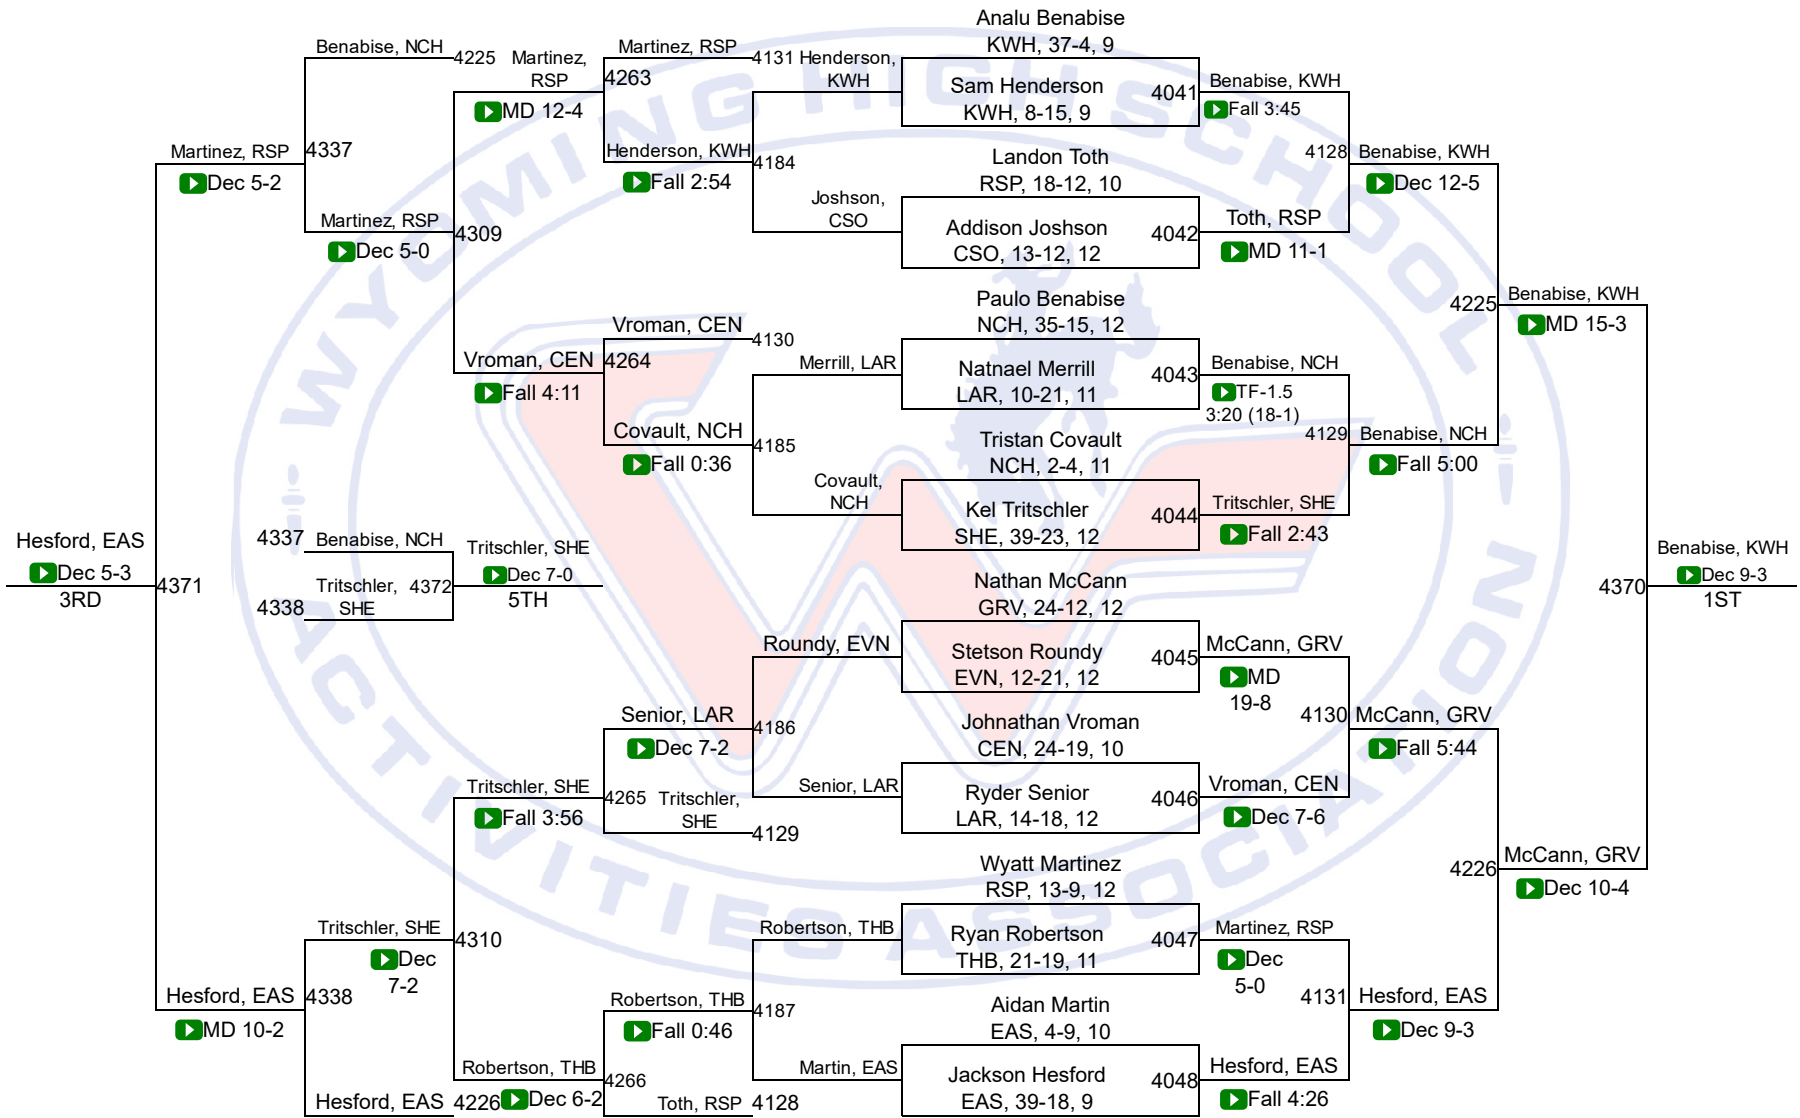 Benabise, NCH
4225
Martinez,
RSP
MD 12-4
Martinez, RSP
4131
4263
Henderson,
KWH
Analu Benabise
KWH, 37-4, 9
Sam Henderson
KWH, 8-15, 9
4041
Benabise, KWH
Fall 3:45
Martinez, RSP
Dec 5-2
4337
Henderson, KWH
Fall 2:54
4184
Landon Toth
RSP, 18-12, 10
4128
Benabise, KWH
Dec 12-5
Martinez, RSP
Dec 5-0
4309
Joshson,
CSO
Addison Joshson
CSO, 13-12, 12
4042
Toth, RSP
MD 11-1
Paulo Benabise
NCH, 35-15, 12
4225
Benabise, KWH
MD 15-3
Vroman, CEN
4130
Vroman, CEN
Fall 4:11
4264
Merrill, LAR
Natnael Merrill
LAR, 10-21, 11
4043
Benabise, NCH
TF-1.5
3:20 (18-1)
Covault, NCH
Fall 0:36
4185
Tristan Covault
NCH, 2-4, 11
4129
Benabise, NCH
Fall 5:00
Covault,
NCH
Kel Tritschler
SHE, 39-23, 12
4044
Tritschler, SHE
Fall 2:43
Hesford, EAS
Dec 5-3
3RD
4371
4337
Benabise, NCH
Tritschler,
SHE
4338
4372
Tritschler, SHE
Dec 7-0
5TH
Nathan McCann
GRV, 24-12, 12
4370
Benabise, KWH
Dec 9-3
1ST
Roundy, EVN
Stetson Roundy
EVN, 12-21, 12
4045
McCann, GRV
MD
19-8
Senior, LAR
Dec 7-2
4186
Johnathan Vroman
CEN, 24-19, 10
4130
McCann, GRV
Fall 5:44
Tritschler, SHE
Fall 3:56
4265
Tritschler,
SHE
4129
Senior, LAR
Ryder Senior
LAR, 14-18, 12
4046
Vroman, CEN
Dec 7-6
Wyatt Martinez
RSP, 13-9, 12
4226
McCann, GRV
Dec 10-4
Tritschler, SHE
Dec
7-2
4310
Robertson, THB
Ryan Robertson
THB, 21-19, 11
4047
Martinez, RSP
Dec
5-0
Hesford, EAS
MD 10-2
4338
Robertson, THB
Fall 0:46
4187
Aidan Martin
EAS, 4-9, 10
4131
Hesford, EAS
Dec 9-3
Robertson, THB
Dec 6-2
4266
Martin, EAS
Jackson Hesford
EAS, 39-18, 9
4048
Hesford, EAS
Fall 4:26
Hesford, EAS
4226
Toth, RSP
4128
WYOMING HIGH SCHOOL
ACTIVITIES ASSOCIATION